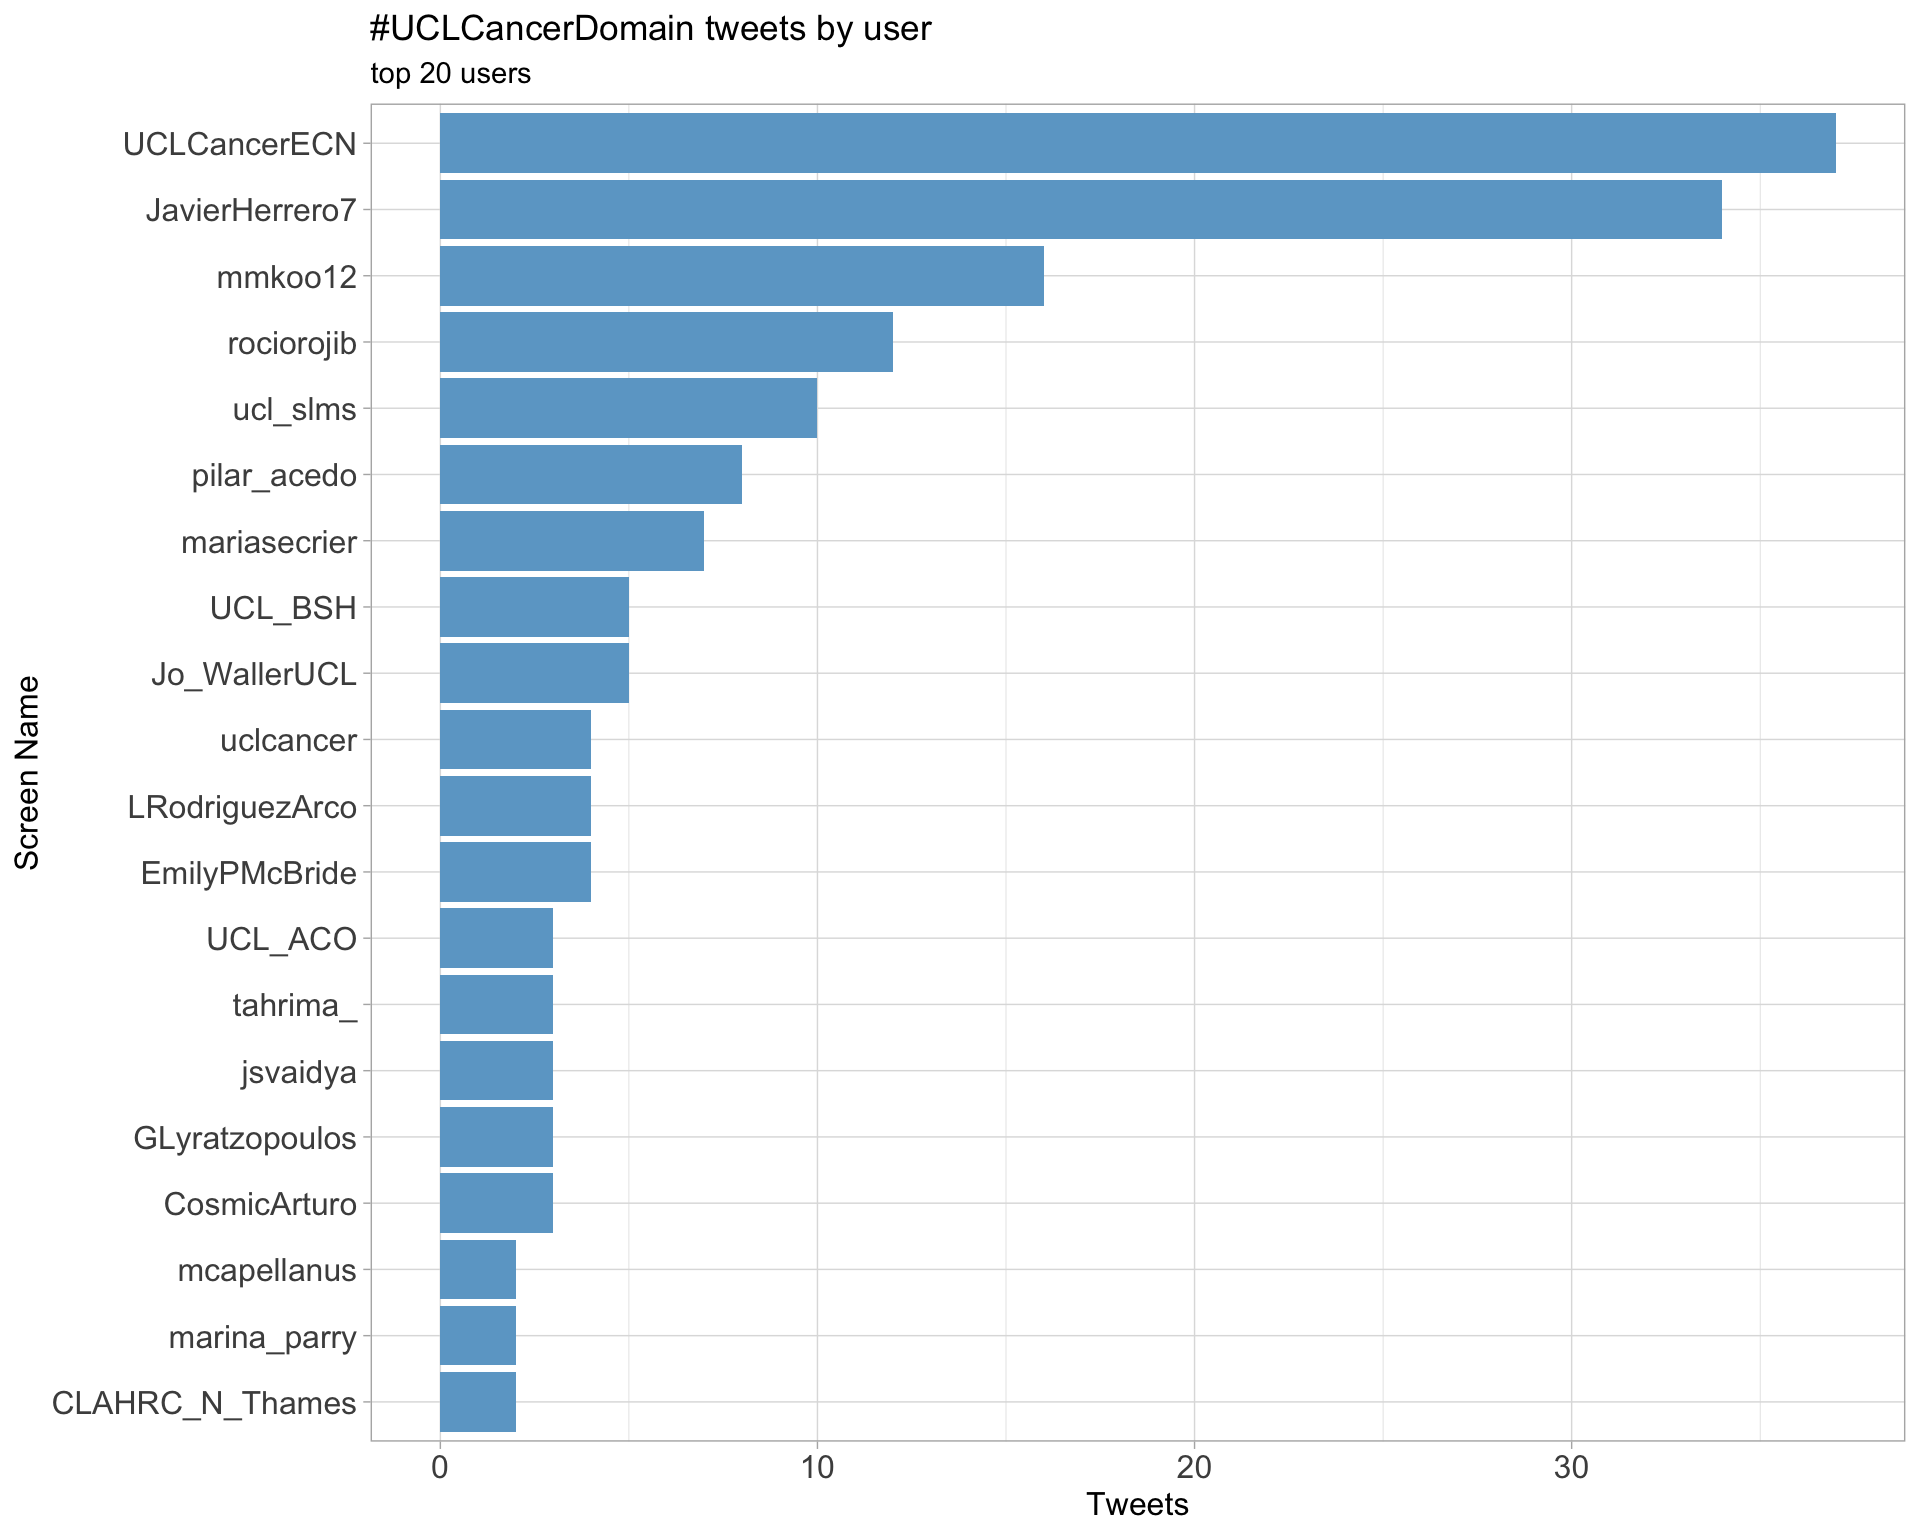 #UCLCancerDomain tweets by user
top 20 users
UCLCancerECN
JavierHerrero7
mmkoo12
rociorojib
ucl_slms
pilar_acedo
mariasecrier
UCL_BSH
Jo_WallerUCL
uclcancer
LRodriguezArco
EmilyPMcBride
UCL_ACO
tahrima_
jsvaidya
GLyratzopoulos
CosmicArturo
mcapellanus
marina_parry
CLAHRC_N_Thames
Screen Name
0 10 20 30
Tweets